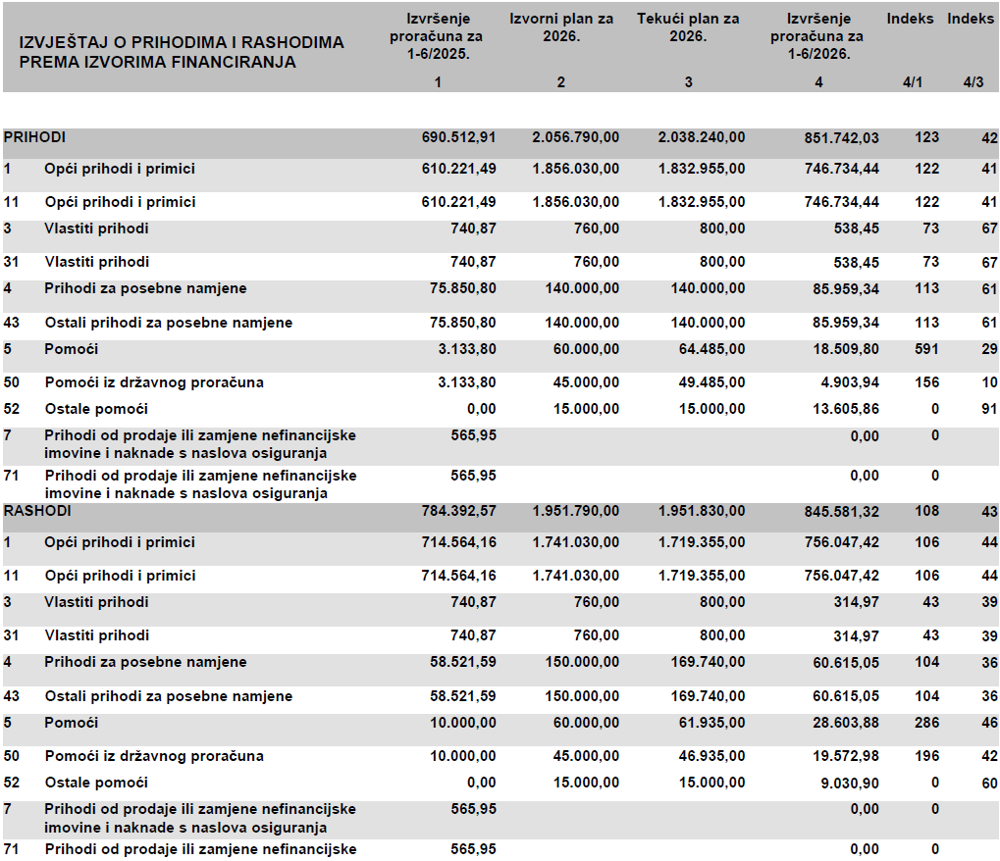 IZVJEŠTAJ O PRIHODIMA I RASHODIMA PREMA IZVORIMA FINANCIRANJA
Izvršenje proračuna za 1-6/2025. Izvorni plan za 2026. Tekući plan za 2026. Izvršenje proračuna za 1-6/2026. Indeks Indeks
1 2 3 4 4/1 4/3
PRIHODI 690.512,91 2.056.790,00 2.038.240,00 851.742,03 123 42
1 Opći prihodi i primici 610.221,49 1.856.030,00 1.832.955,00 746.734,44 122 41
11 Opći prihodi i primici 610.221,49 1.856.030,00 1.832.955,00 746.734,44 122 41
3 Vlastiti prihodi 740,87 760,00 800,00 538,45 73 67
31 Vlastiti prihodi 740,87 760,00 800,00 538,45 73 67
4 Prihodi za posebne namjene 75.850,80 140.000,00 140.000,00 85.959,34 113 61
43 Ostali prihodi za posebne namjene 75.850,80 140.000,00 140.000,00 85.959,34 113 61
5 Pomoći 3.133,80 60.000,00 64.485,00 18.509,80 591 29
50 Pomoći iz državnog proračuna 3.133,80 45.000,00 49.485,00 4.903,94 156 10
52 Ostale pomoći 0,00 15.000,00 15.000,00 13.605,86 0 91
7 Prihodi od prodaje ili zamjene nefinancijske 565,95 0,00 0
imovine i naknade s naslova osiguranja
71 Prihodi od prodaje ili zamjene nefinancijske 565,95 0,00 0
imovine i naknade s naslova osiguranja
RASHODI 784.392,57 1.951.790,00 1.951.830,00 845.581,32 108 43
1 Opći prihodi i primici 714.564,16 1.741.030,00 1.719.355,00 756.047,42 106 44
11 Opći prihodi i primici 714.564,16 1.741.030,00 1.719.355,00 756.047,42 106 44
3 Vlastiti prihodi 740,87 760,00 800,00 314,97 43 39
31 Vlastiti prihodi 740,87 760,00 800,00 314,97 43 39
4 Prihodi za posebne namjene 58.521,59 150.000,00 169.740,00 60.615,05 104 36
43 Ostali prihodi za posebne namjene 58.521,59 150.000,00 169.740,00 60.615,05 104 36
5 Pomoći 10.000,00 60.000,00 61.935,00 28.603,88 286 46
50 Pomoći iz državnog proračuna 10.000,00 45.000,00 46.935,00 19.572,98 196 42
52 Ostale pomoći 0,00 15.000,00 15.000,00 9.030,90 0 60
7 Prihodi od prodaje ili zamjene nefinancijske 565,95 0,00 0
imovine i naknade s naslova osiguranja
71 Prihodi od prodaje ili zamjene nefinancijske 565,95 0,00 0